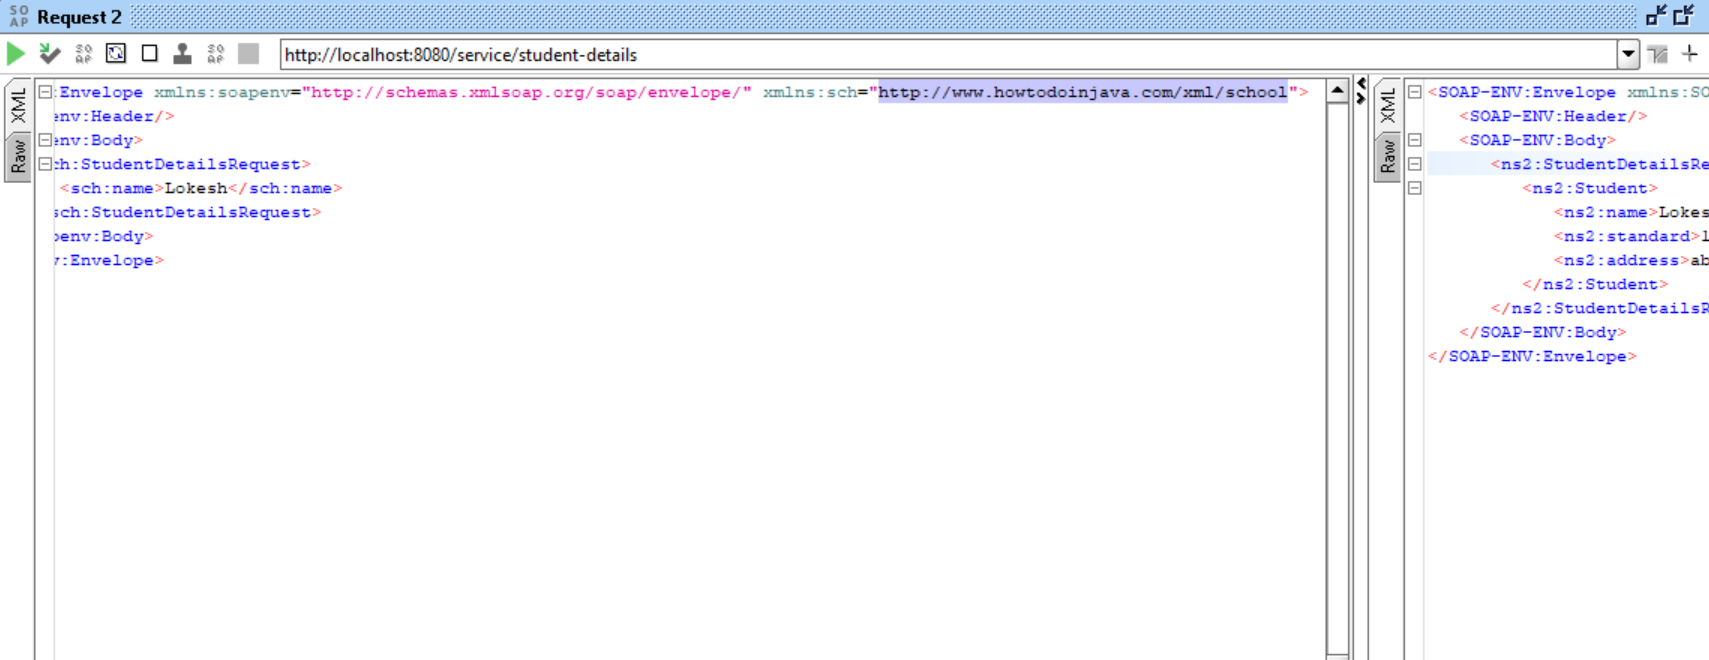 SO AP Request 2
SO AP SO AP http://localhost:8080/service/student-details
XML
Raw
:Envelope xmlns:soapenv="http://schemas.xmlsoap.org/soap/envelope/" xmlns:sch="http://www.howtodoinjava.com/xml/school">
env:Header/>
env:Body>
ch:StudentDetailsRequest>
<sch:name>Lokesh</sch:name>
sch:StudentDetailsRequest>
env:Body>
:Envelope>
XML
Raw
<SOAP-ENV:Envelope xmlns:SO
<SOAP-ENV:Header/>
<SOAP-ENV:Body>
<ns2:StudentDetailsRe
<ns2:Student>
<ns2:name>Lokes
<ns2:standard>
<ns2:address>ab
</ns2:Student>
</ns2:StudentDetailsR
</SOAP-ENV:Body>
</SOAP-ENV:Envelope>